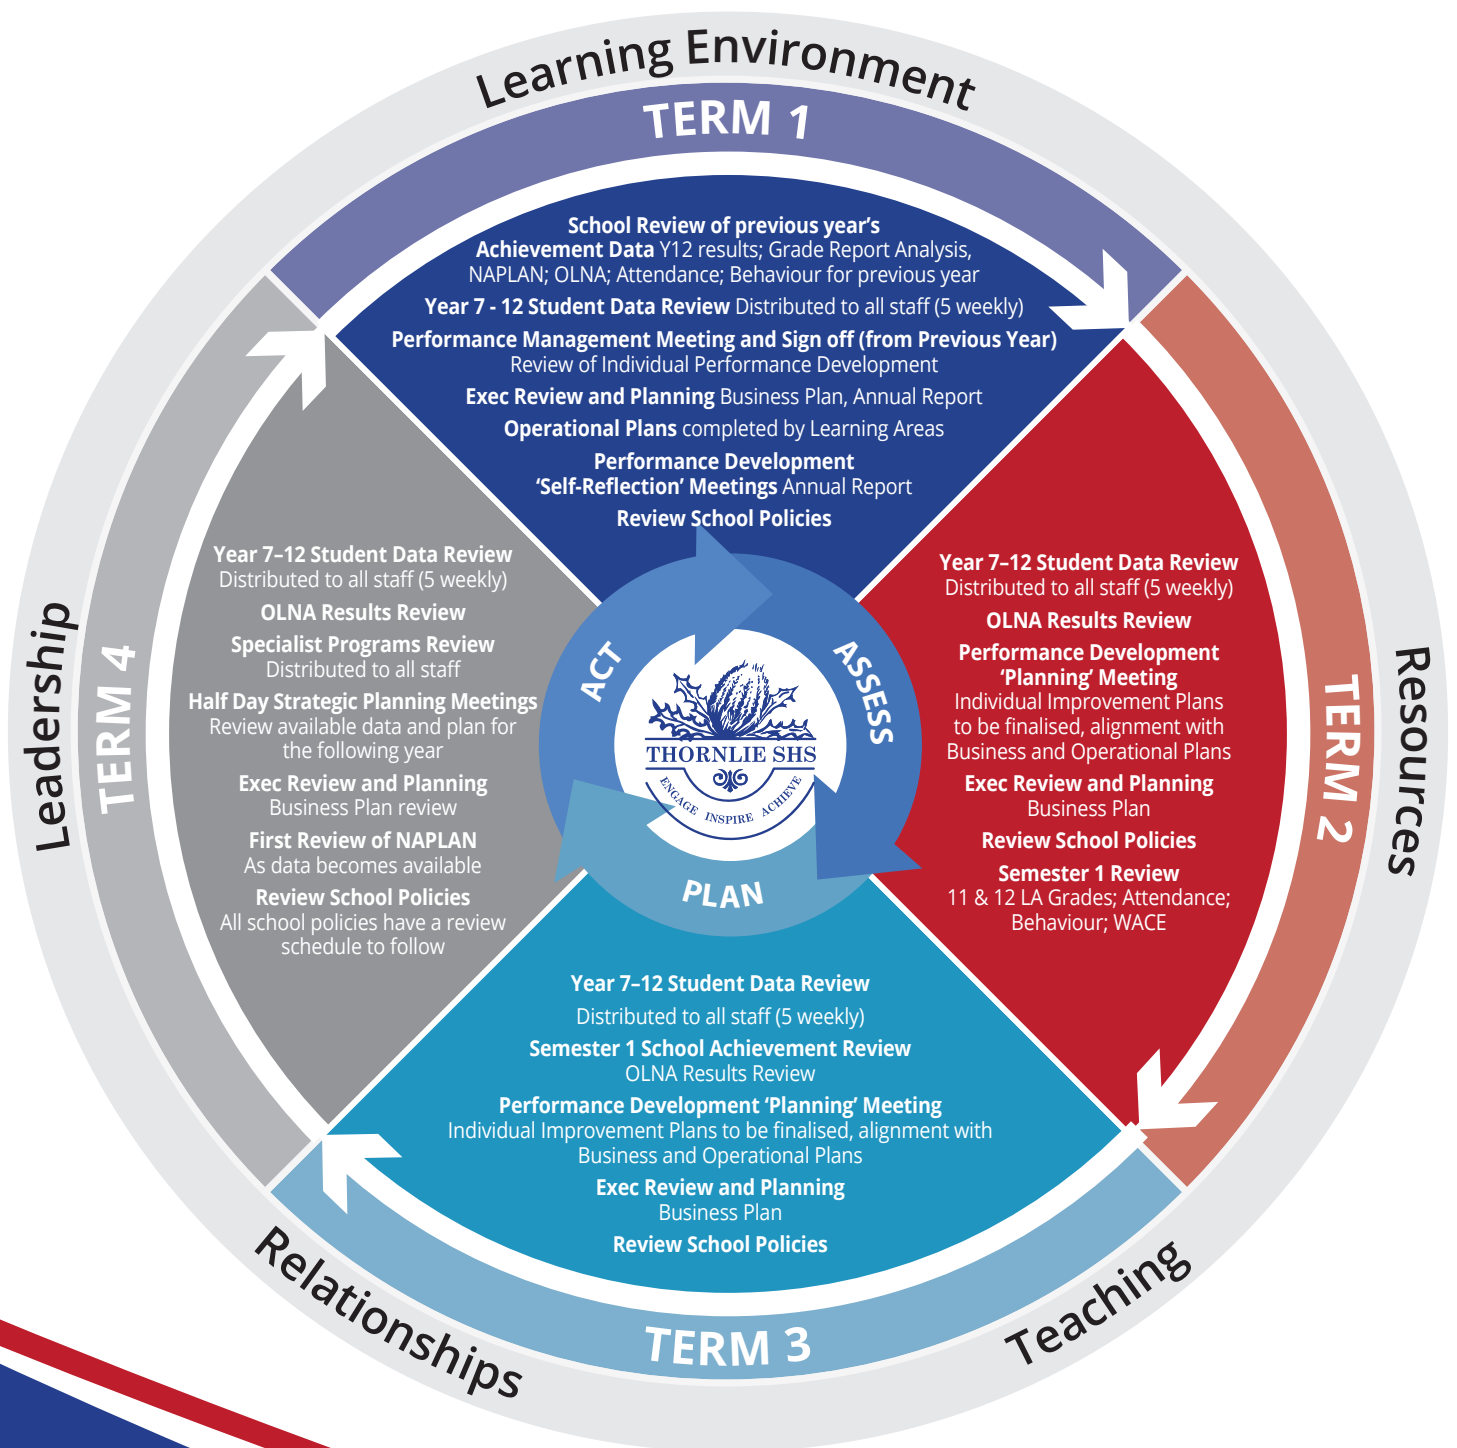 Learning Environment
TERM 1
School Review of previous year's
Achievement Data Y12 results; Grade Report Analysis,
NAPLAN; OLNA; Attendance; Behaviour for previous year
Year 7 - 12 Student Data Review Distributed to all staff (5 weekly)
Performance Management Meeting and Sign off (from Previous Year)
Review of Individual Performance Development
Exec Review and Planning Business Plan, Annual Report
Operational Plans completed by Learning Areas
Performance Development
‘Self-Reflection’ Meetings Annual Report
Review School Policies
Resources
TERM 2
Year 7–12 Student Data Review
Distributed to all staff (5 weekly)
OLNA Results Review
Performance Development
‘Planning’ Meeting
Individual Improvement Plans
to be finalised, alignment with
Business and Operational Plans
Exec Review and Planning
Business Plan
Review School Policies
Semester 1 Review
11 & 12 LA Grades; Attendance;
Behaviour; WACE
Teaching
TERM 3
Year 7–12 Student Data Review
Distributed to all staff (5 weekly)
Semester 1 School Achievement Review
OLNA Results Review
Performance Development ‘Planning’ Meeting
Individual Improvement Plans to be finalised, alignment with
Business and Operational Plans
Exec Review and Planning
Business Plan
Review School Policies
Relationships
Leadership
TERM 4
Year 7–12 Student Data Review
Distributed to all staff (5 weekly)
OLNA Results Review
Specialist Programs Review
Distributed to all staff
Half Day Strategic Planning Meetings
Review available data and plan for
the following year
Exec Review and Planning
Business Plan review
First Review of NAPLAN
As data becomes available
Review School Policies
All school policies have a review
schedule to follow
ACT
ASSESS
PLAN
THORNLIE SHS
ENGAGE INSPIRE ACHIEVE